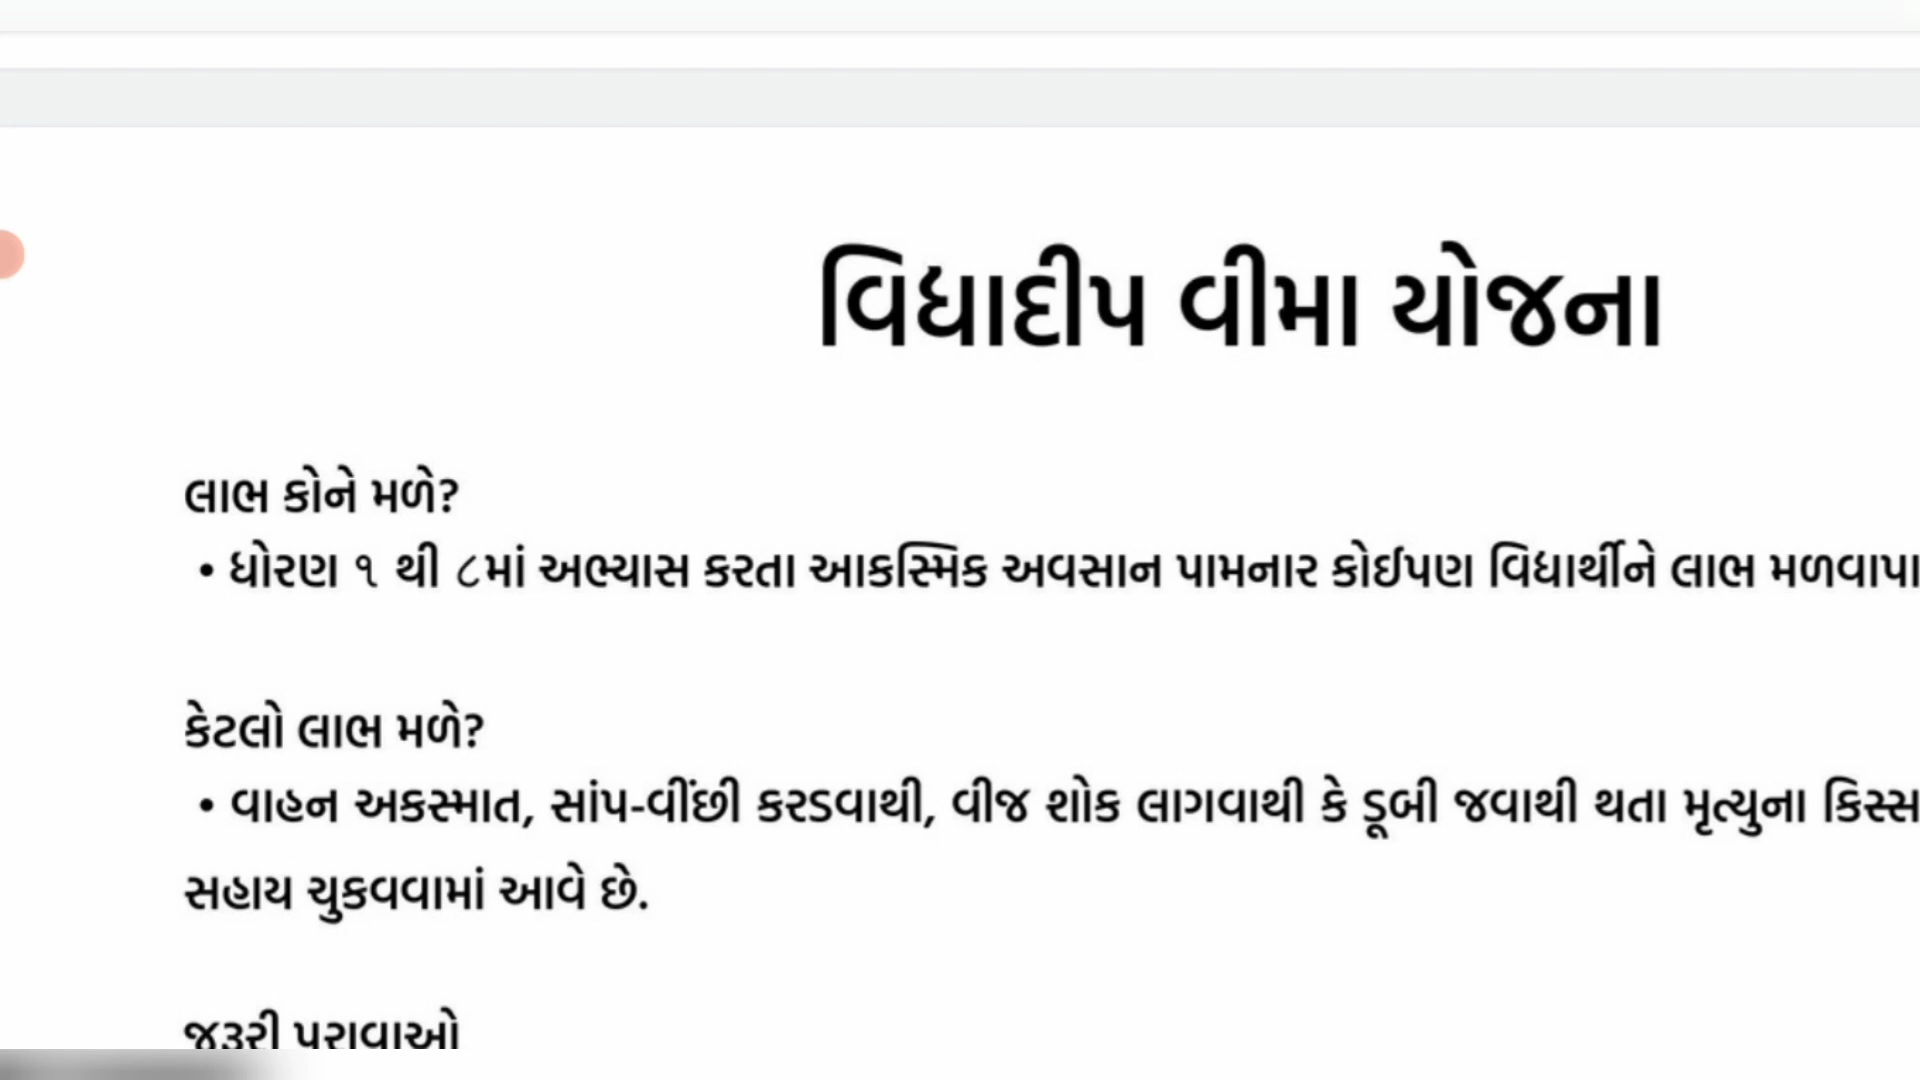 વિદ્યાદીપ વીમા યોજના
લાભ કોને મળે?
• ધોરણ ૧ થી ૮માં અભ્યાસ કરતા આકસ્મિક અવસાન પામનાર કોઈપણ વિદ્યાર્થીને લાભ
કેટલો લાભ મળે?
• વાહન અકસ્માત, સાંપ-વીંછી કરડવાથી, વીજ શોક લાગવાથી કે ડૂબી જવાથી થતા મૃત્યુના
સહાય ચુકવવામાં આવે છે.
જરૂરી પુરાવાઓ